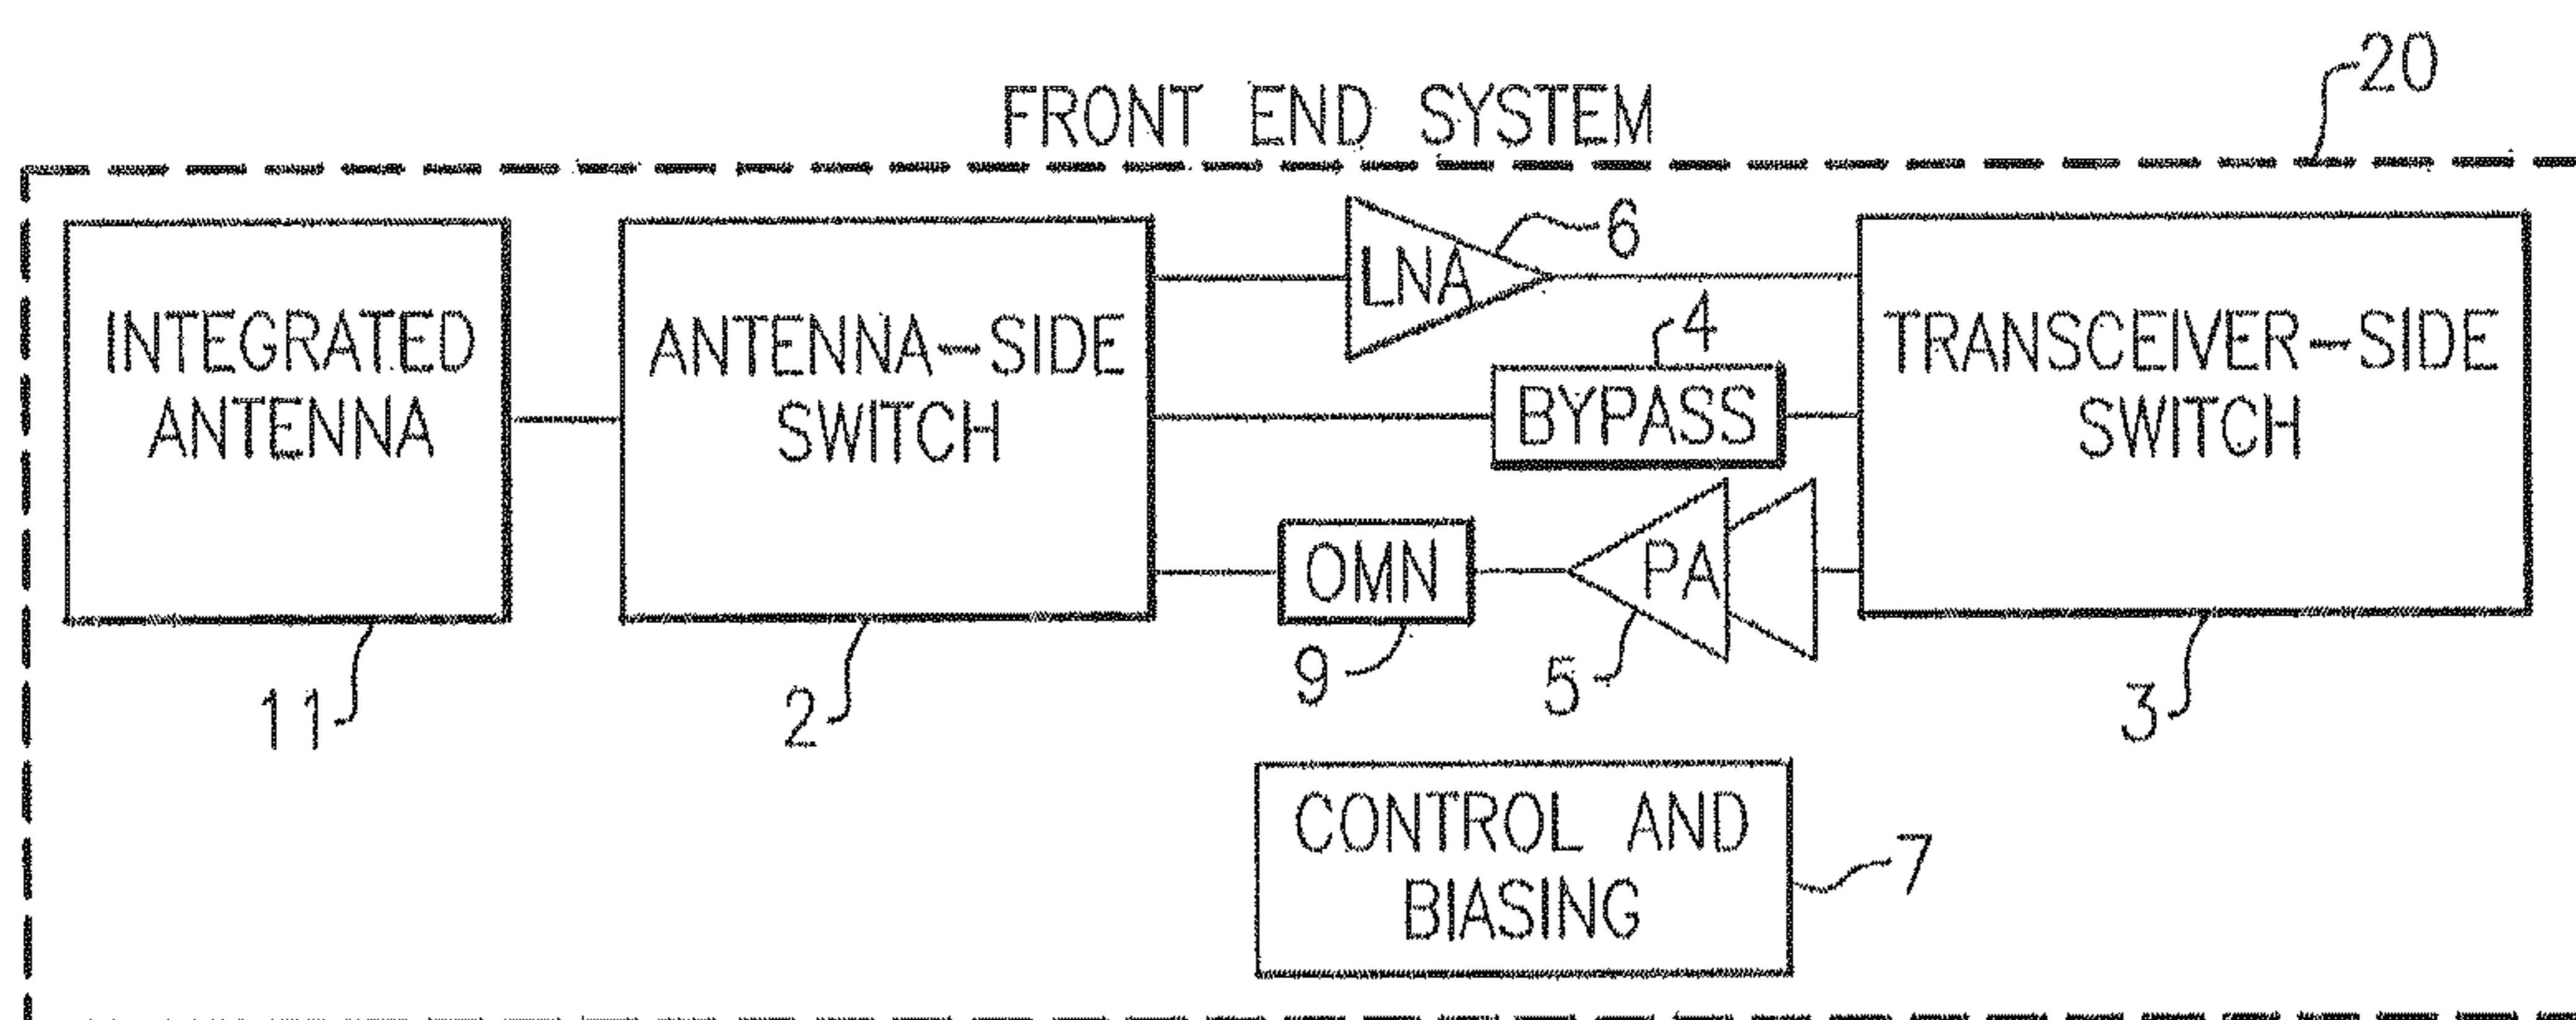 20
FRONT END SYSTEM
LNA
6
INTEGRATED
ANTENNA
ANTENNA-SIDE
SWITCH
4
BYPASS
TRANSCEIVER-SIDE
SWITCH
OMN
PA
11
2
9
5
3
CONTROL AND
BIASING
7